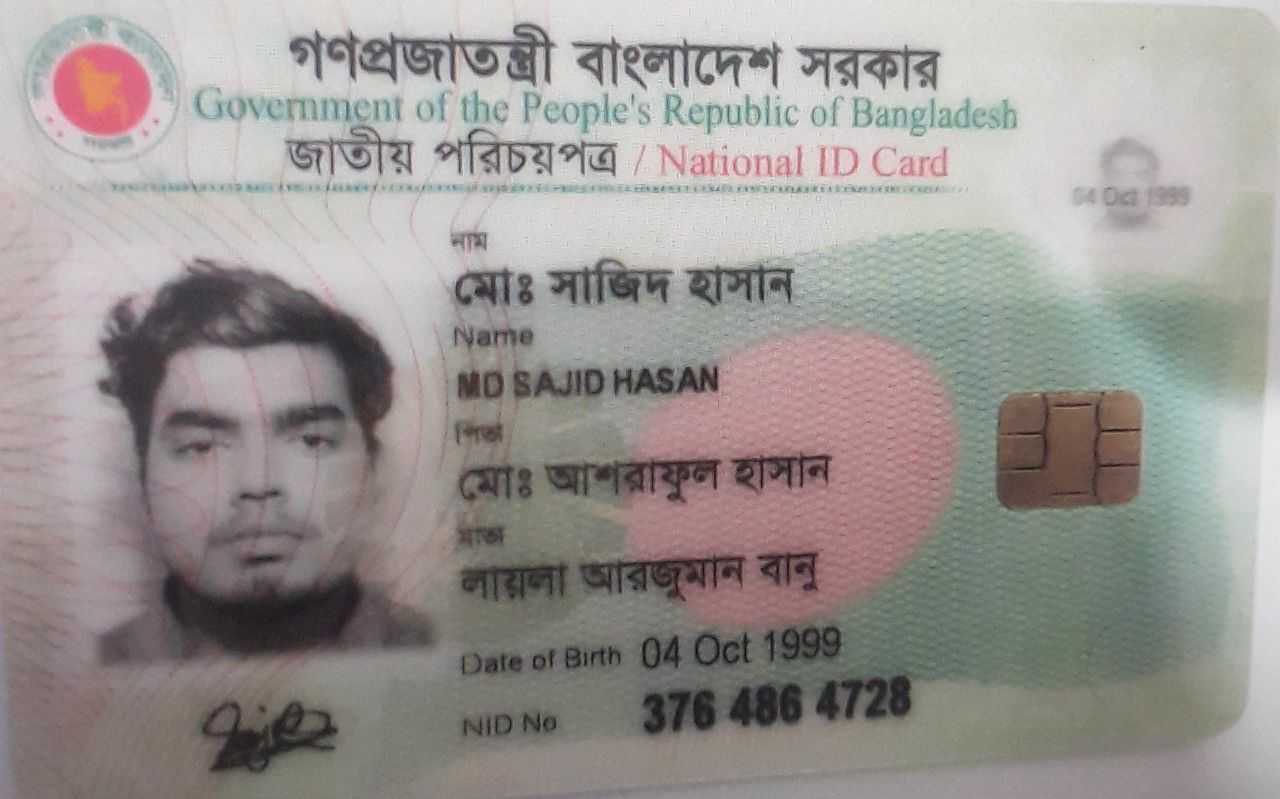 গণপ্রজাতন্ত্রী বাংলাদেশ সরকার
Government of the People's Republic of Bangladesh
জাতীয় পরিচয়পত্র / National ID Card
04 Oct 1999
নাম
মোঃ সাজিদ হাসান
Name
MD SAJID HASAN
পিতা
মোঃ আশরাফুল হাসান
মাতা
লায়লা আরজুমান বানু
Date of Birth 04 Oct 1999
NID No 376 486 4728